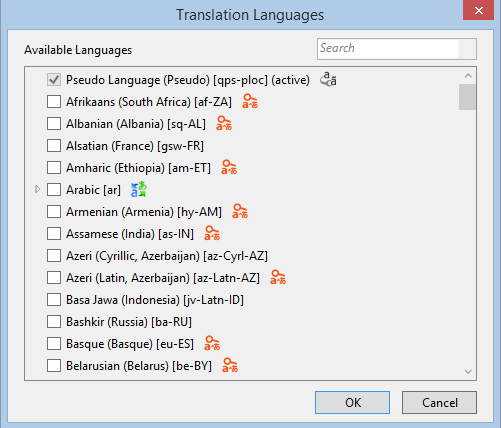 Translation Languages
Available Languages
Search
Pseudo Language (Pseudo) [qps-ploc] (active)
Afrikaans (South Africa) [af-ZA]
Albanian (Albania) [sq-AL]
Alsatian (France) [gsw-FR]
Amharic (Ethiopia) [am-ET]
Arabic [ar]
Armenian (Armenia) [hy-AM]
Assamese (India) [as-IN]
Azeri (Cyrillic, Azerbaijan) [az-Cyrl-AZ]
Azeri (Latin, Azerbaijan) [az-Latn-AZ]
Basa Jawa (Indonesia) [jv-Latn-ID]
Bashkir (Russia) [ba-RU]
Basque (Basque) [eu-ES]
Belarusian (Belarus) [be-BY]
OK
Cancel